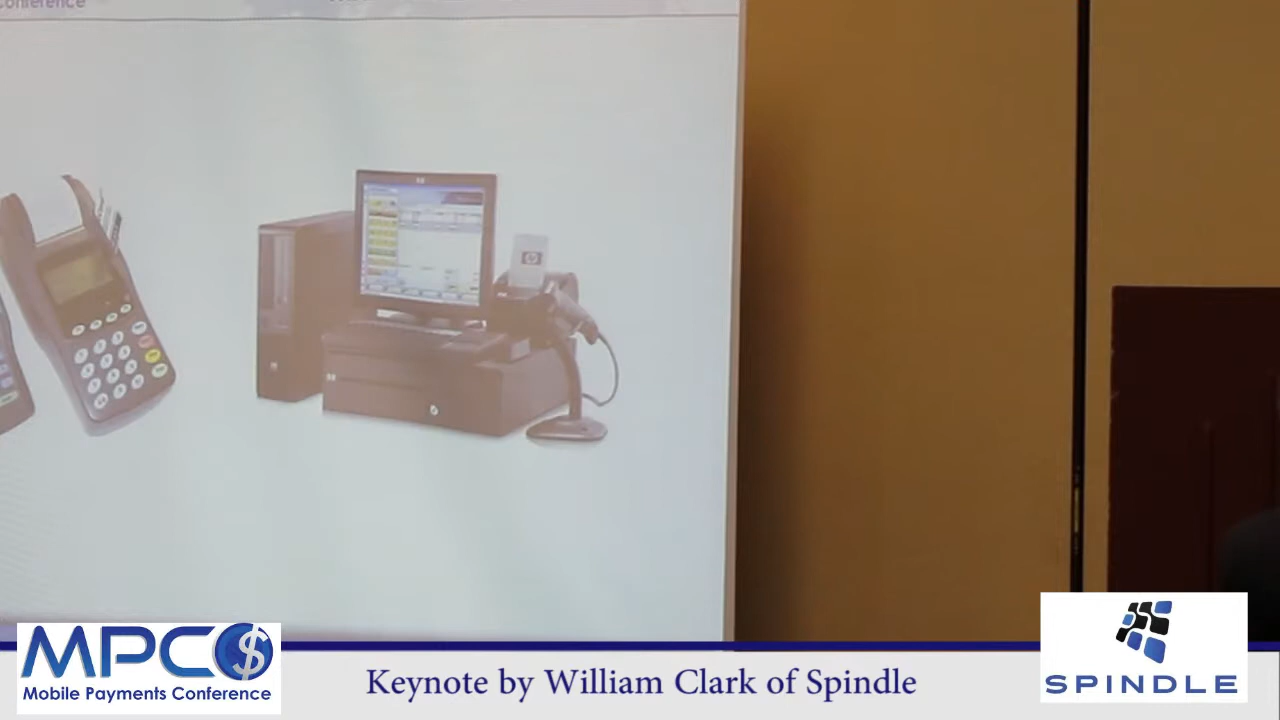 Conference
MPC$
Mobile Payments Conference
Keynote by William Clark of Spindle
SPINDLE